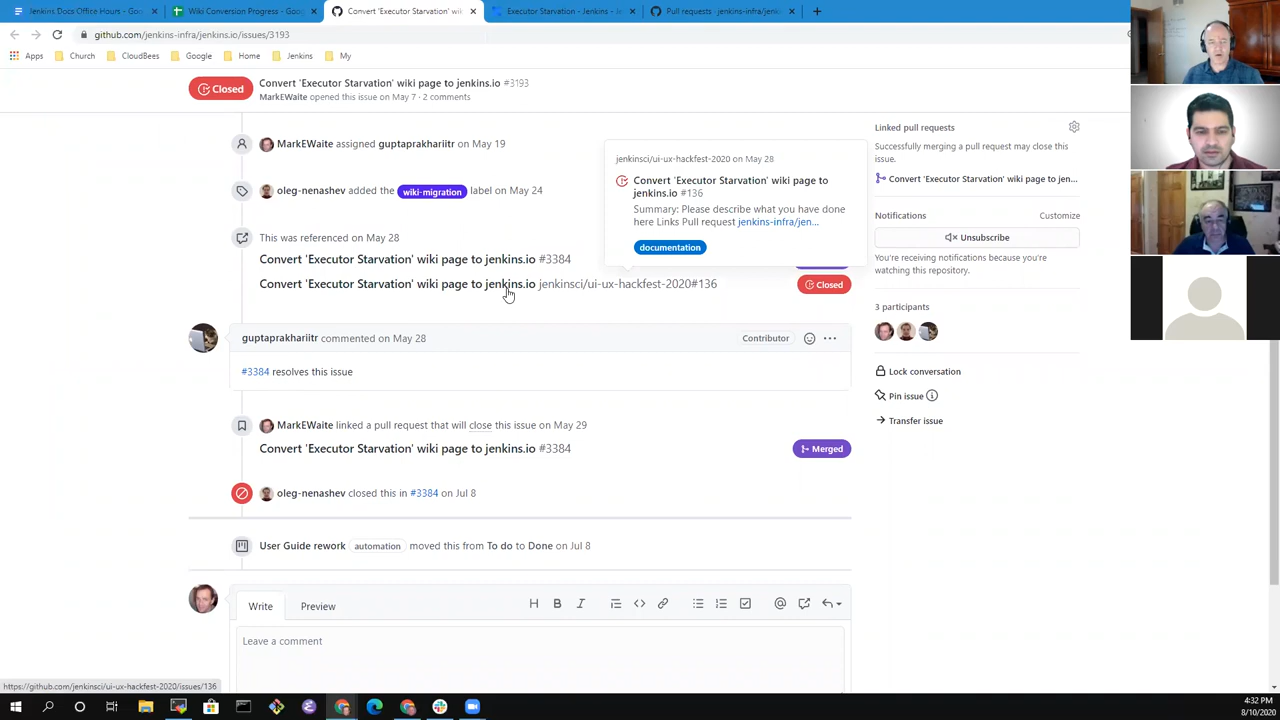 Jenkins Docs Office Hours - Goo
Wiki Conversion Progress - Goog
Convert 'Executor Starvation' wik
Executor Starvation - Jenkins - Je
Pull requests · jenkins-infra/jenki
github.com/jenkins-infra/jenkins.io/issues/3193
Apps
Church
CloudBees
Google
Home
Jenkins
My
Closed
Convert 'Executor Starvation' wiki page to jenkins.io #3193
MarkEWaite opened this issue on May 7 · 2 comments
MarkEWaite assigned guptaprakhariitr on May 19
oleg-nenashev added the wiki-migration label on May 24
This was referenced on May 28
Convert 'Executor Starvation' wiki page to jenkins.io #3384
Convert 'Executor Starvation' wiki page to jenkins.io jenkinsci/ui-ux-hackfest-2020#136
Closed
jenkinsci/ui-ux-hackfest-2020 on May 28
Convert 'Executor Starvation' wiki page to
jenkins.io #136
Summary: Please describe what you have done
here Links Pull request jenkins-infra/jen...
documentation
guptaprakhariitr commented on May 28
Contributor
#3384 resolves this issue
MarkEWaite linked a pull request that will close this issue on May 29
Convert 'Executor Starvation' wiki page to jenkins.io #3384
Merged
oleg-nenashev closed this in #3384 on Jul 8
User Guide rework automation moved this from To do to Done on Jul 8
Write
Preview
Leave a comment
Linked pull requests
Successfully merging a pull request may close this
issue.
Convert 'Executor Starvation' wiki page to jen...
Notifications
Customize
Unsubscribe
You're receiving notifications because you're
watching this repository.
3 participants
Lock conversation
Pin issue
Transfer issue
https://github.com/jenkinsci/ui-ux-hackfest-2020/issues/136
4:32 PM
8/10/2020